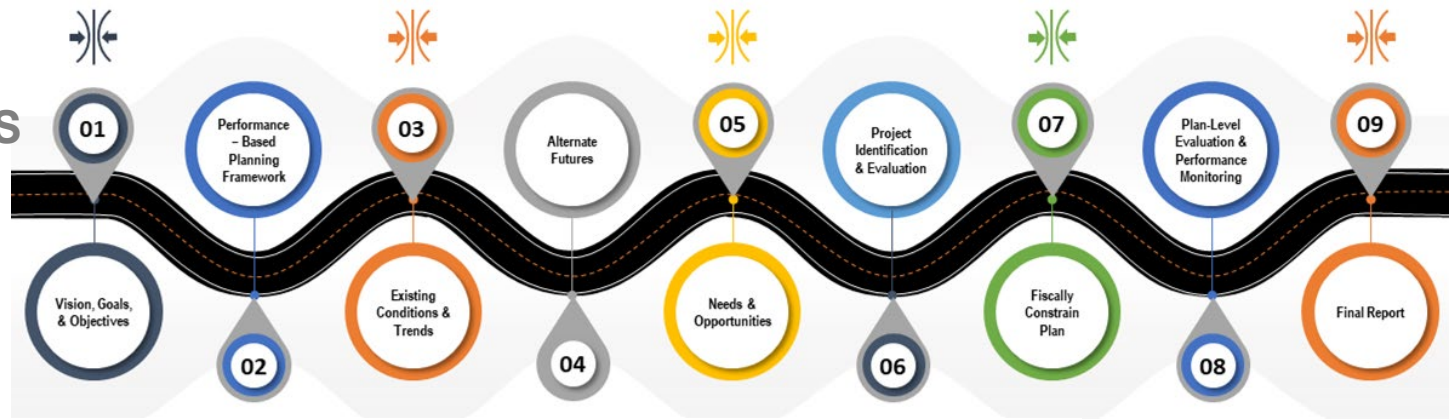 S
01
Performance
– Based
Planning
Framework
03
Alternate
Futures
05
Project
Identification
& Evaluation
07
Plan-Level
Evaluation &
Performance
Monitoring
09
Vision, Goals,
& Objectives
02
Existing
Conditions &
Trends
04
Needs &
Opportunities
06
Fiscally
Constrain
Plan
08
Final Report